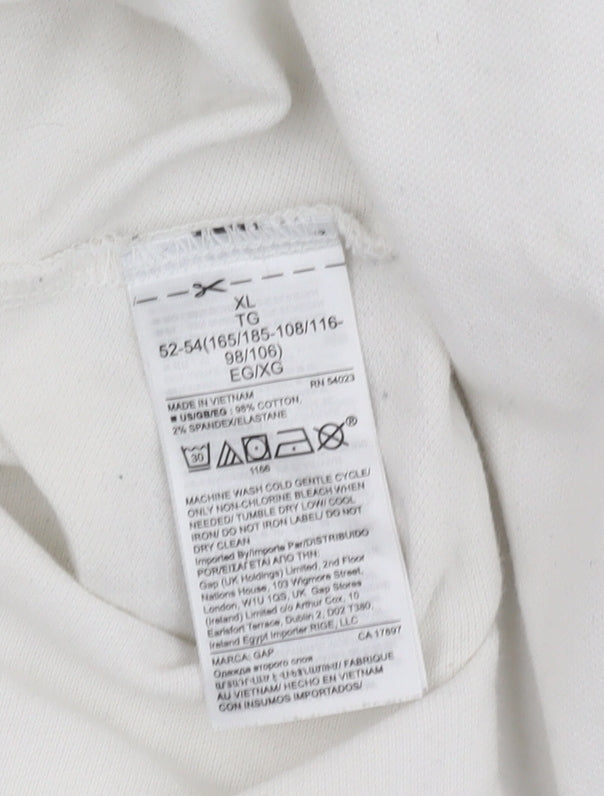 XL
TG
52-54(165/185-108/116-
98/106)
EG/XG
RN 54023
MADE IN VIETNAM
■ US/GB/EG : 98% COTTON,
2% SPANDEX/ELASTANE
30
®
1166
MACHINE WASH COLD GENTLE CYCLE/
ONLY NON-CHLORINE BLEACH WHEN
NEEDED/ TUMBLE DRY LOW/ COOL
IRON/ DO NOT IRON LABEL/ DO NOT
DRY CLEAN
Imported By/Importe Par/DISTRIBUIDO
POR/ΕΙΣΑΓΕΤΑΙ ΑΠΟ ΤΗΝ:
Gap (UK Holdings) Limited, 2nd Floor
Nations House, 103 Wigmore Street,
London, W1U 1QS, UK Gap Stores
(Ireland) Limited c/o Arthur Cox, 10
Earlsfort Terrace, Dublin 2, D02 T380,
Ireland Egypt Importer RIGE, LLC
CA 17897
MARCA: GAP
Одежда второго слоя
FABRIQUE
AU VIETNAM/ HECHO EN VIETNAM
CON INSUMOS IMPORTADOS/